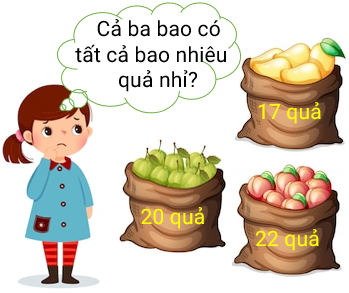 Cả ba bao có
tất cả bao nhiêu
quả nhỉ?
17 quả
20 quả
22 quả